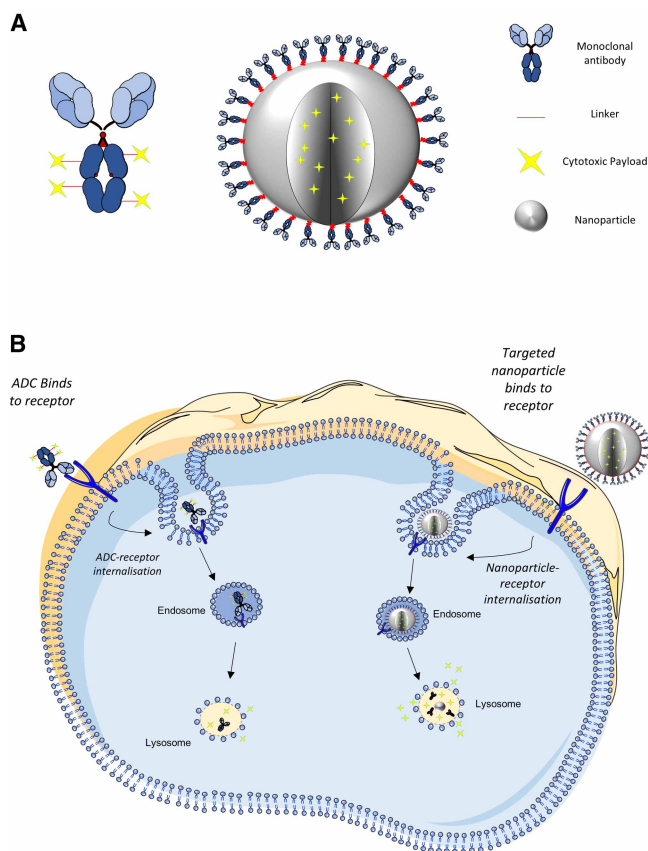 A
Monoclonal
antibody
Linker
Cytotoxic Payload
Nanoparticle
B
ADC Binds
to receptor
Targeted
nanoparticle
binds to
receptor
ADC-receptor
internalisation
Nanoparticle-
receptor
internalisation
Endosome
Endosome
Lysosome
Lysosome